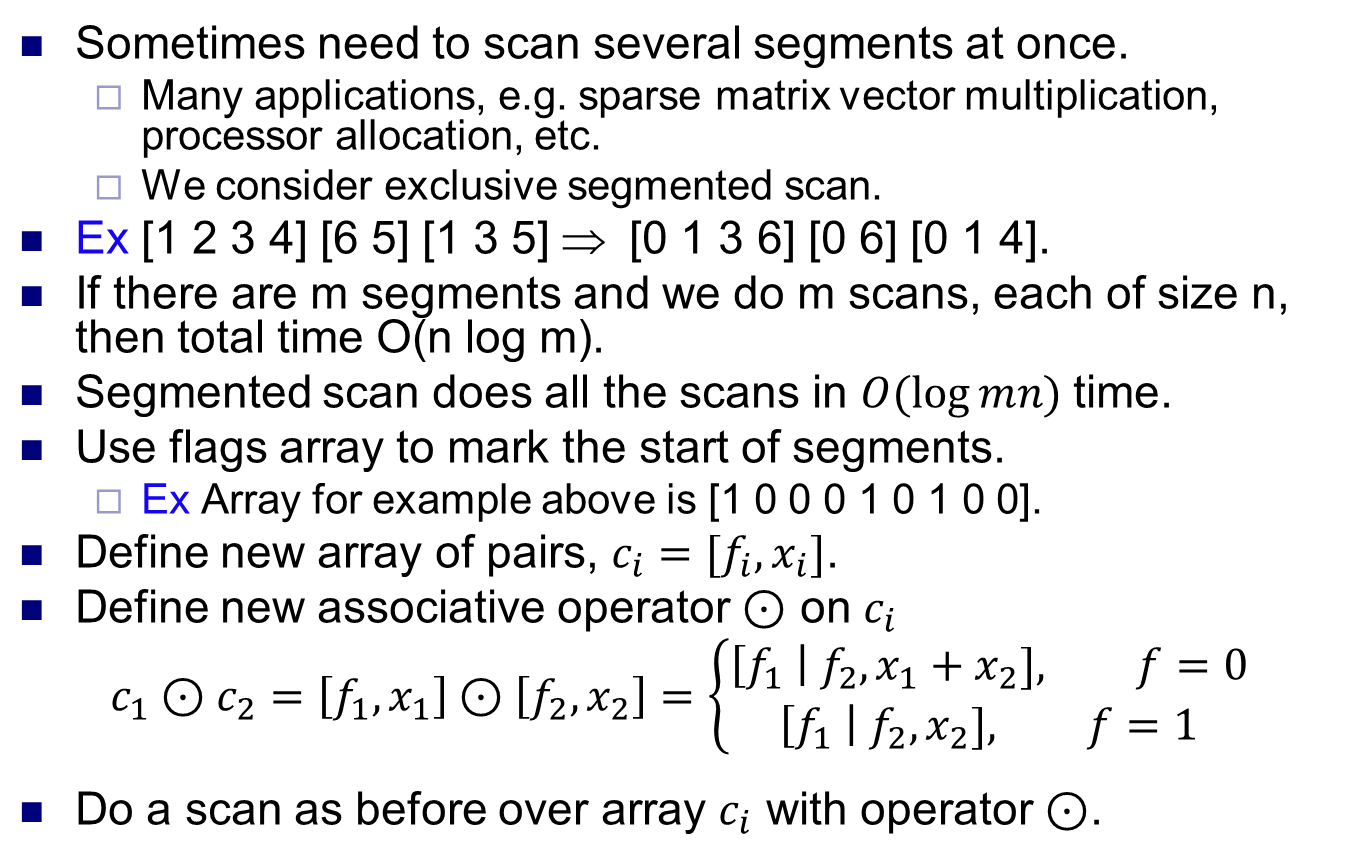 Sometimes need to scan several segments at once.
Many applications, e.g. sparse matrix vector multiplication,
processor allocation, etc.
We consider exclusive segmented scan.
Ex [1 2 3 4] [6 5] [1 3 5] ⇒ [0 1 3 6] [0 6] [0 1 4].
If there are m segments and we do m scans, each of size n,
then total time O(n log m).
Segmented scan does all the scans in O(log mn) time.
Use flags array to mark the start of segments.
Ex Array for example above is [1 0 0 0 1 0 1 0 0].
Define new array of pairs, cᵢ = [fᵢ, xᵢ].
Define new associative operator ⊙ on cᵢ
c₁ ⊙ c₂ = [f₁, x₁] ⊙ [f₂, x₂] = { [f₁ | f₂, x₁ + x₂], f = 0
[f₁ | f₂, x₂], f = 1
Do a scan as before over array cᵢ with operator ⊙.